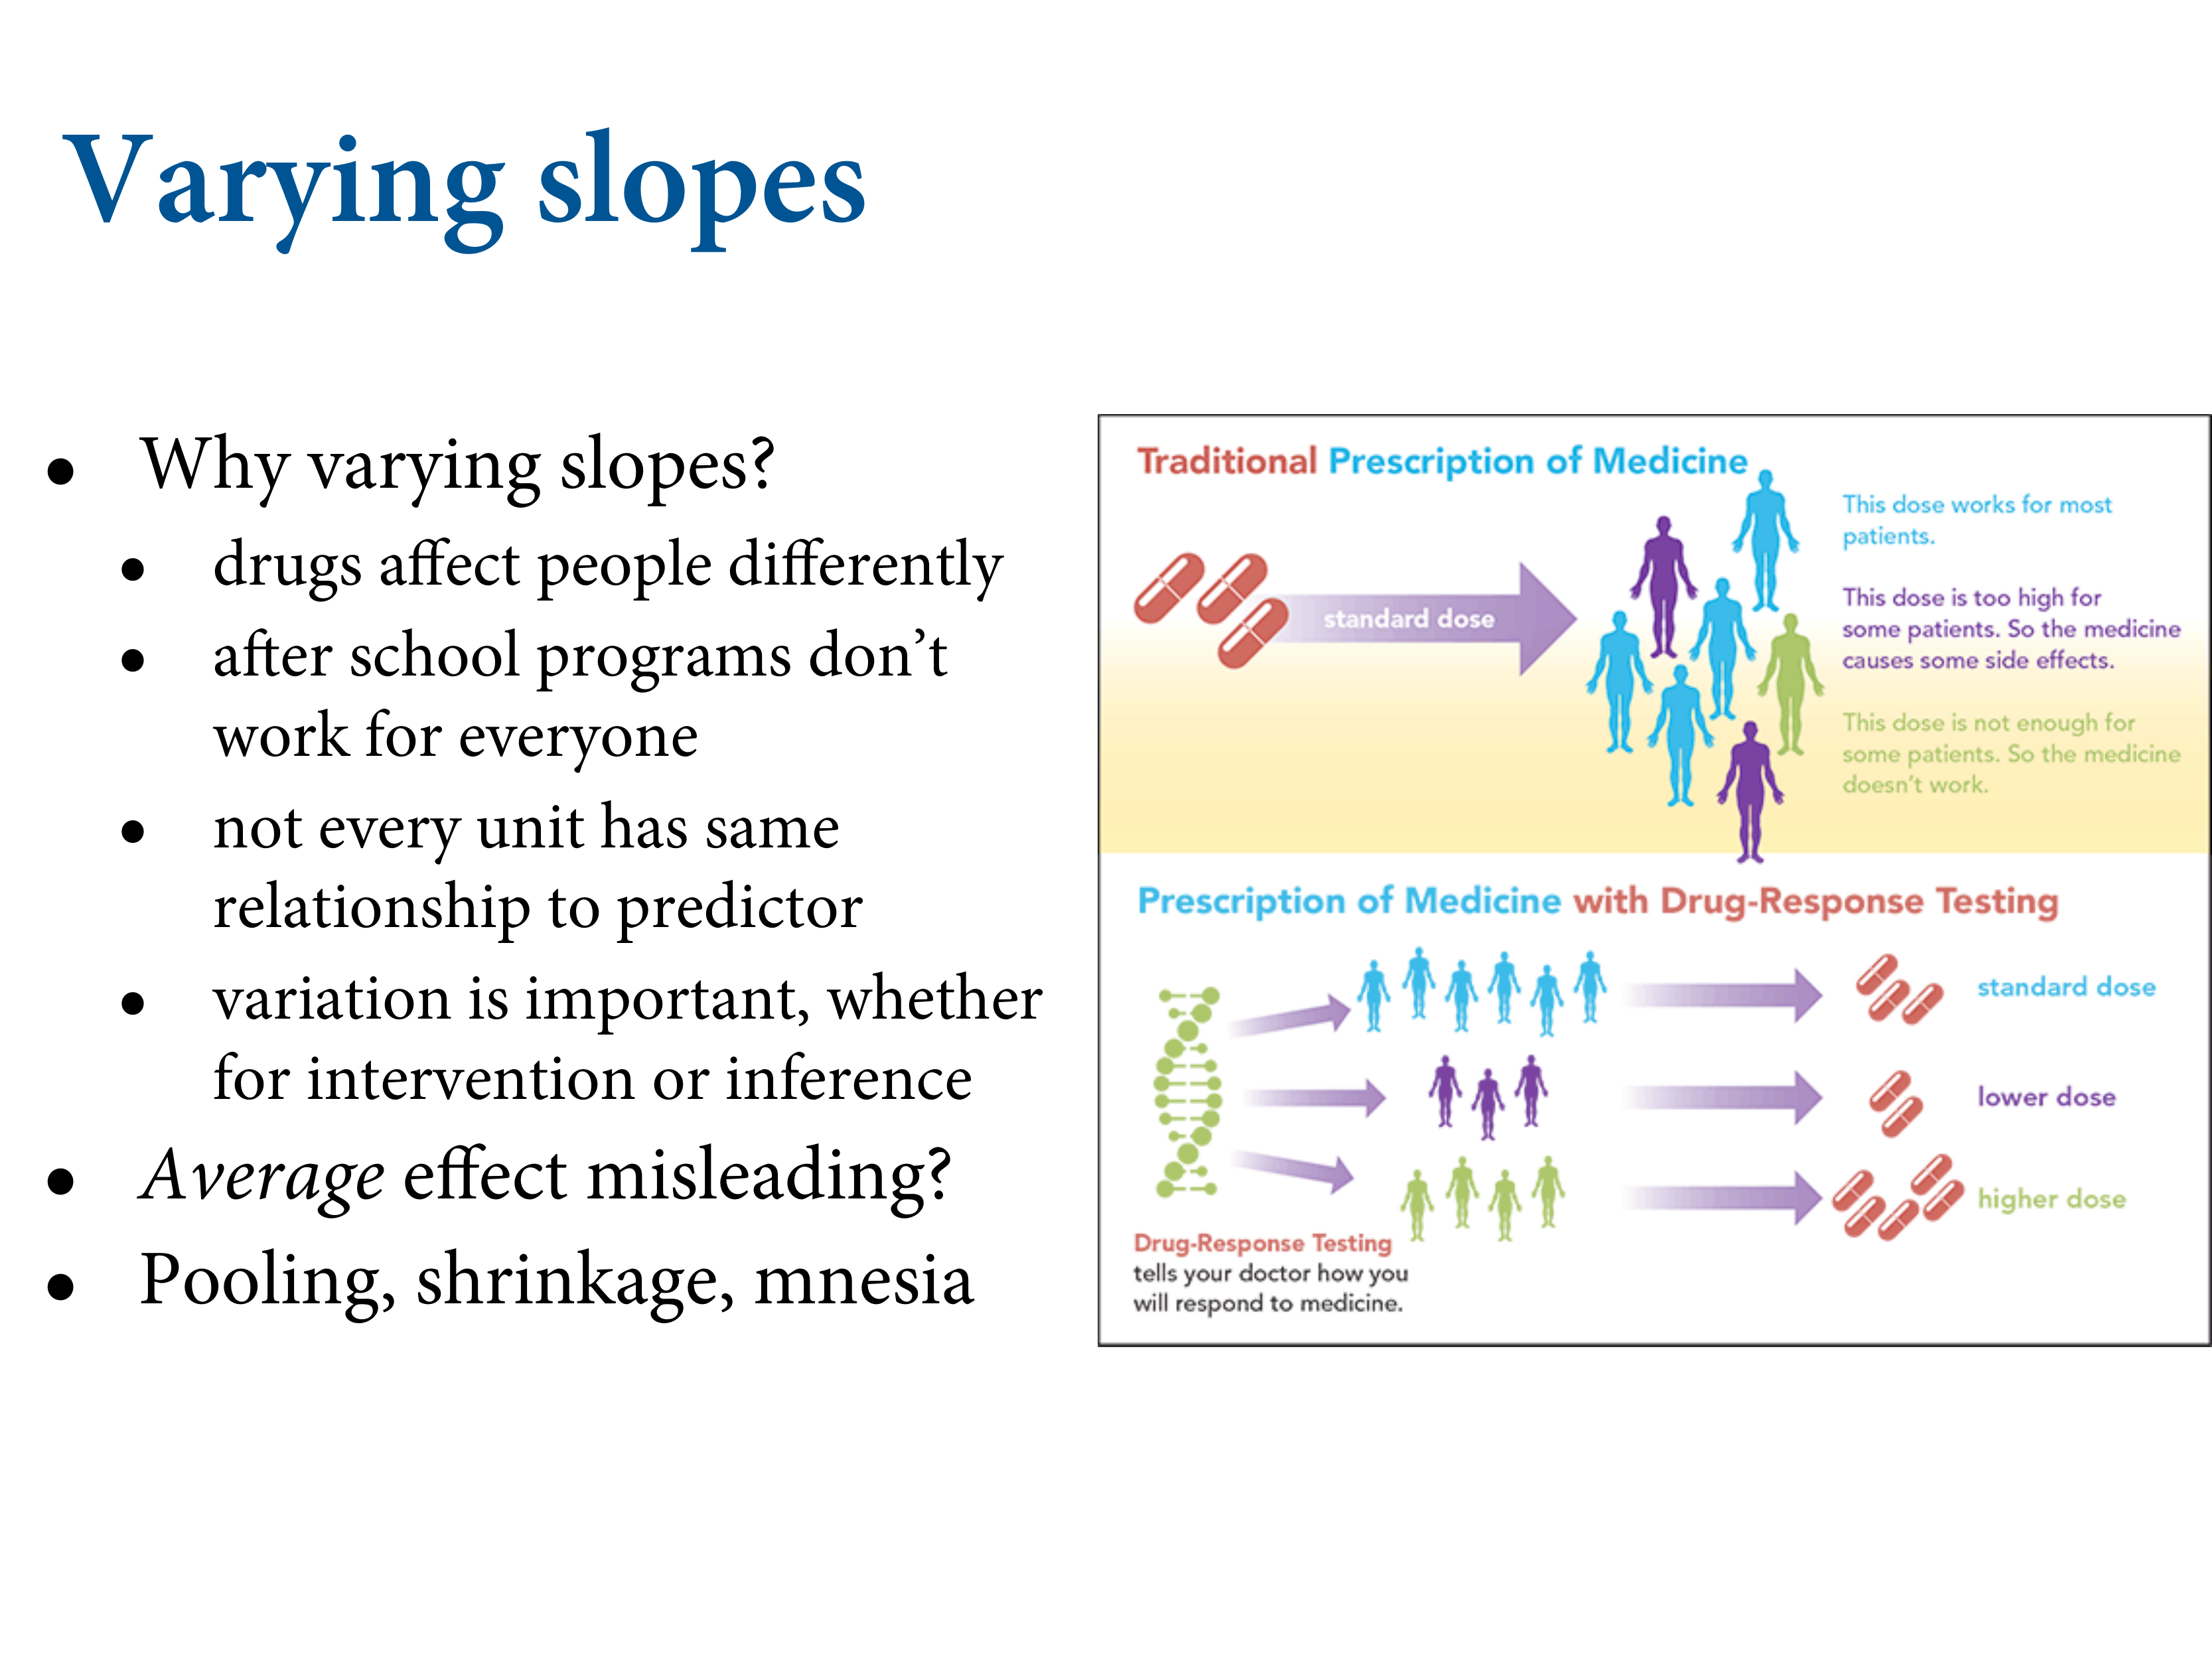 Varying slopes
• Why varying slopes?
• drugs affect people differently
• after school programs don’t
work for everyone
• not every unit has same
relationship to predictor
• variation is important, whether
for intervention or inference
• Average effect misleading?
• Pooling, shrinkage, mnesia
Traditional Prescription of Medicine
standard dose
This dose works for most
patients.
This dose is too high for
some patients. So the medicine
causes some side effects.
This dose is not enough for
some patients. So the medicine
doesn’t work.
Prescription of Medicine with Drug-Response Testing
standard dose
lower dose
higher dose
Drug-Response Testing
tells your doctor how you
will respond to medicine.